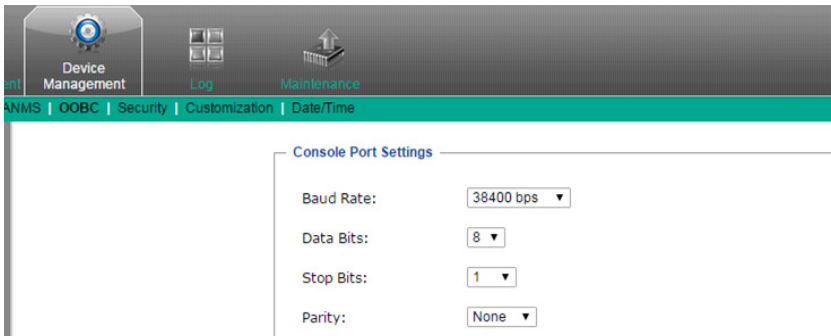 Device
Management
Log
Maintenance
ANMS | OOBC | Security | Customization | Date/Time
Console Port Settings
Baud Rate: 38400 bps
Data Bits: 8
Stop Bits: 1
Parity: None